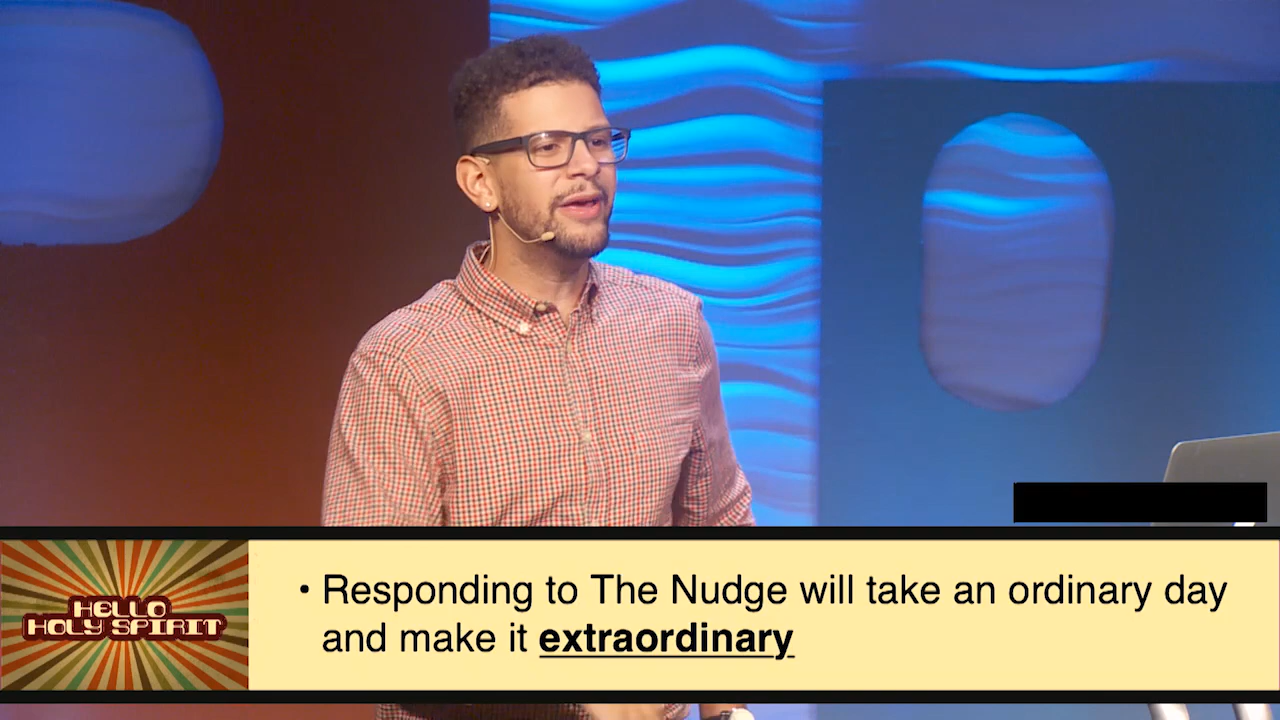 HELLO
HOLY SPIRIT
• Responding to The Nudge will take an ordinary day
and make it extraordinary